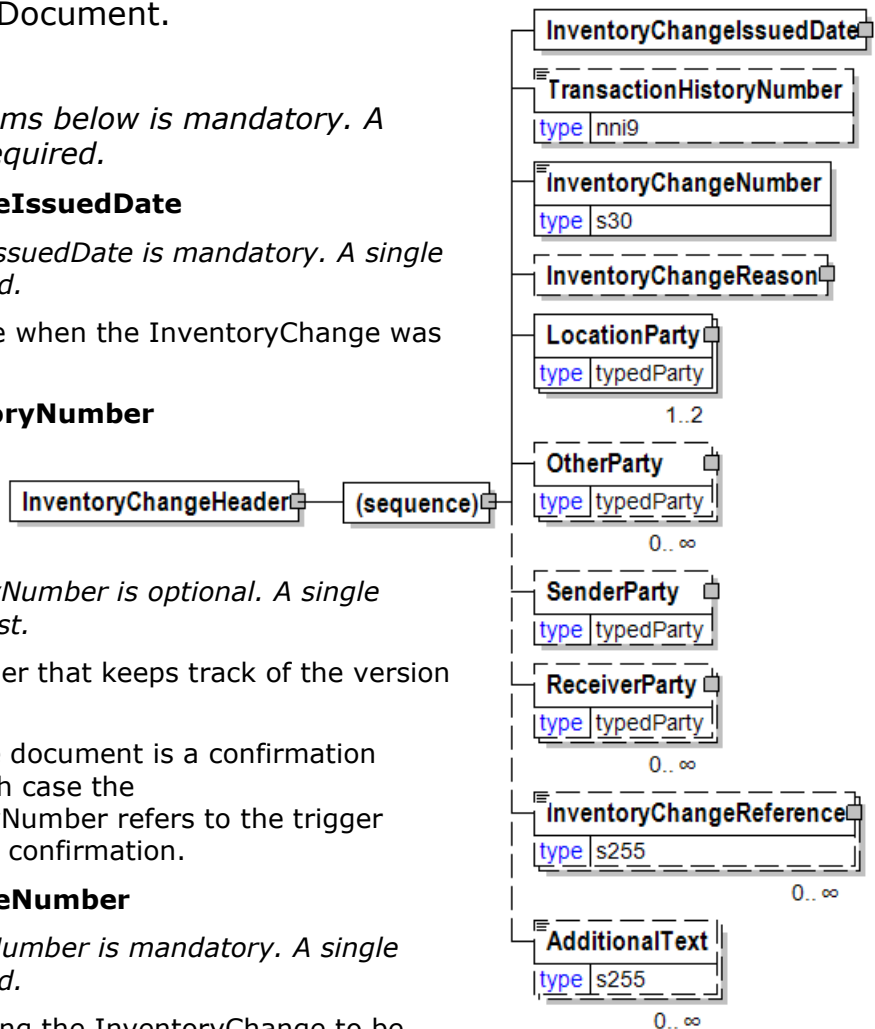 Document.
ms below is mandatory. A
equired.
eIssuedDate
ssuedDate is mandatory. A single
d.
e when the InventoryChange was
oryNumber
yNumber is optional. A single
st.
er that keeps track of the version
e document is a confirmation
h case the
yNumber refers to the trigger
confirmation.
eNumber
Number is mandatory. A single
d.
ng the InventoryChange to be
InventoryChangeHeader
(sequence)
InventoryChangeIssuedDate
TransactionHistoryNumber
type nni9
InventoryChangeNumber
type s30
InventoryChangeReason
LocationParty
type typedParty
1..2
OtherParty
type typedParty
0.. ∞
SenderParty
type typedParty
ReceiverParty
type typedParty
0.. ∞
InventoryChangeReference
type s255
0.. ∞
AdditionalText
type s255
0.. ∞